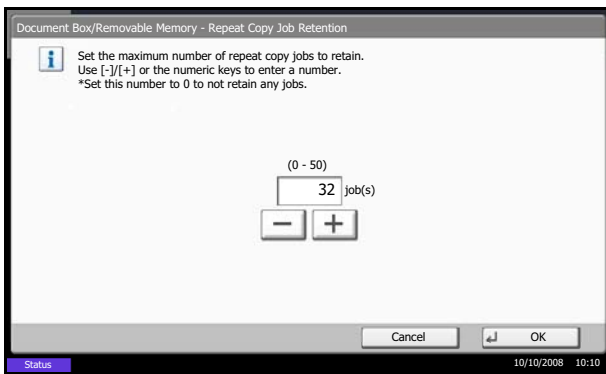 Document Box/Removable Memory - Repeat Copy Job Retention
Set the maximum number of repeat copy jobs to retain.
Use [-]/[+] or the numeric keys to enter a number.
*Set this number to 0 to not retain any jobs.
(0 - 50)
32 job(s)
Cancel OK
Status 10/10/2008 10:10